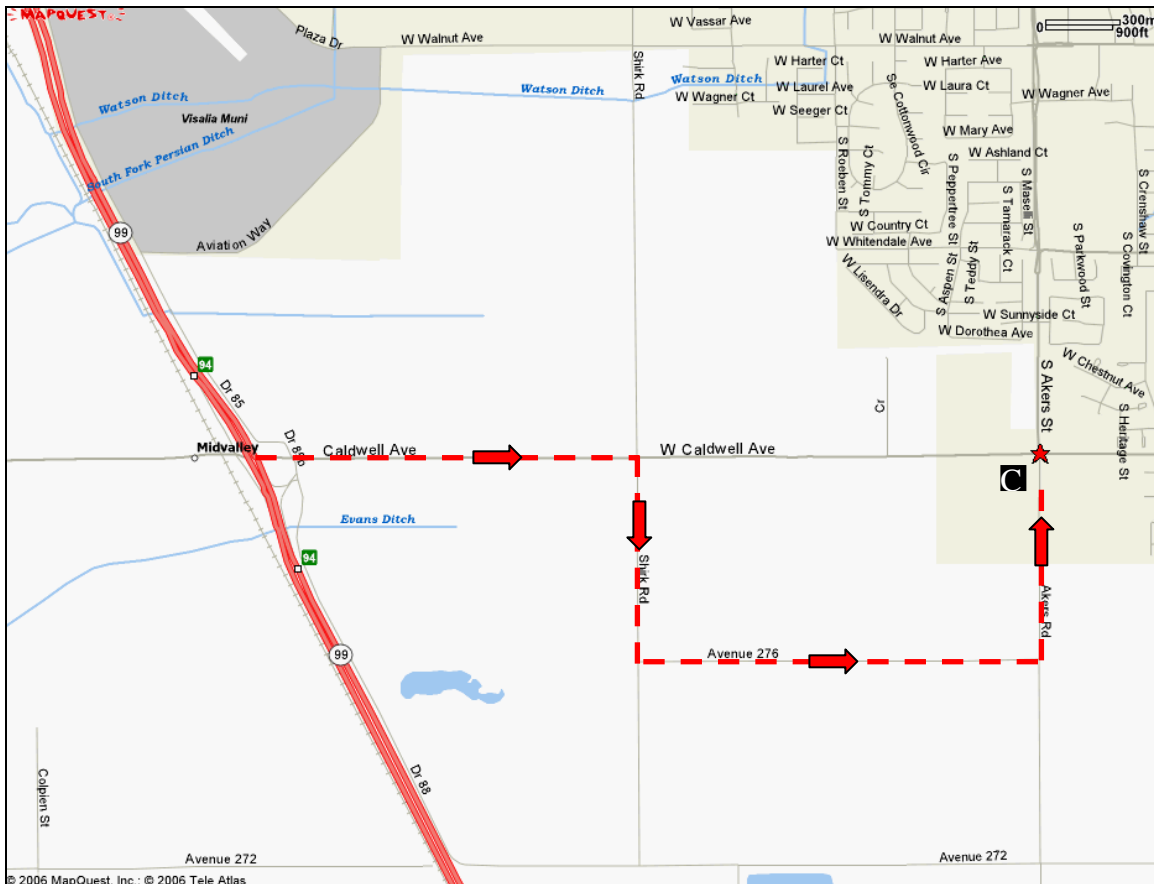 MAPQUEST
W Vassar Ave
0 300m
900ft
Plaza Dr
W Walnut Ave
W Walnut Ave
Shirk Rd
W Harter Ct
W Harter Ave
Watson Ditch
Watson Ditch
Watson Ditch
W Laurel Ave
W Laura Ct
W Wagner Ct
W Wagner Ave
W Seeger Ct
Se Cottonwood Cir
Visalia Muni
W Mary Ave
South Fork Persian Ditch
W Ashland Ct
S Roeben St
S Tommy Ct
S Peppertree St
S Tamarack Ct
S Maselli St
S Crenshaw St
99
Aviation Way
W Country Ct
W Whitendale Ave
S Parkwood St
S Covington Ct
W Lisendra Dr
S Aspen St
S Teddy St
W Sunnyside Ct
W Dorothea Ave
94
Dr 85
S Akers St
W Chestnut Ave
Cr
S Heritage St
Midvalley
Dr 85b
Caldwell Ave
W Caldwell Ave
C
Evans Ditch
94
Shirk Rd
Akers Rd
99
Avenue 276
Dr 88
Colpien St
Avenue 272
Avenue 272
© 2006 MapQuest, Inc.; © 2006 Tele Atlas